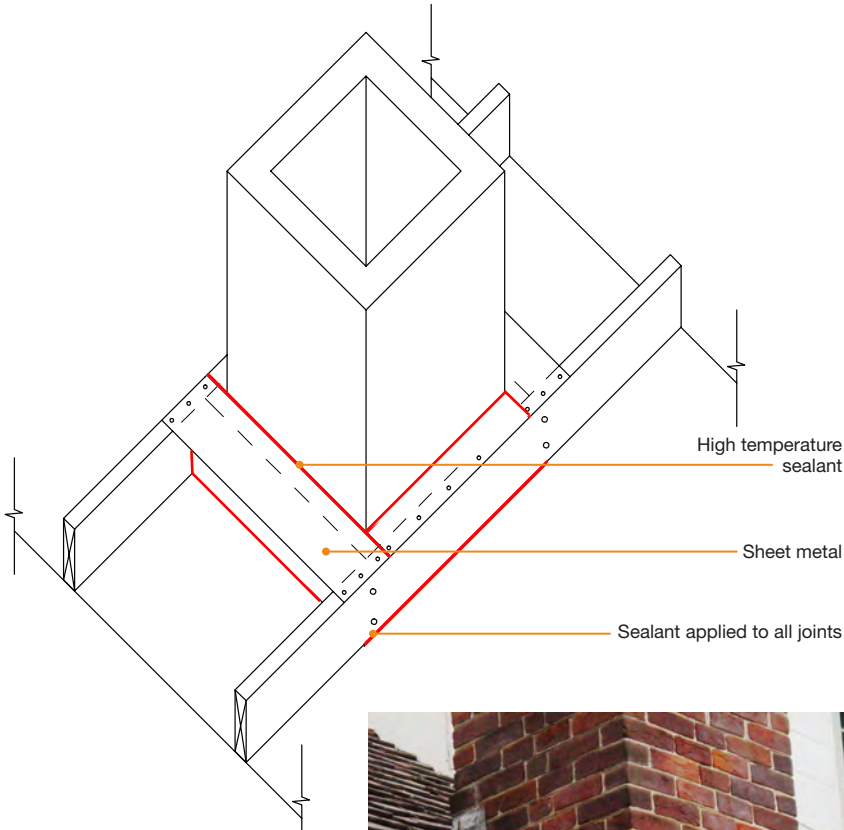 High temperature
sealant
Sheet metal
Sealant applied to all joints